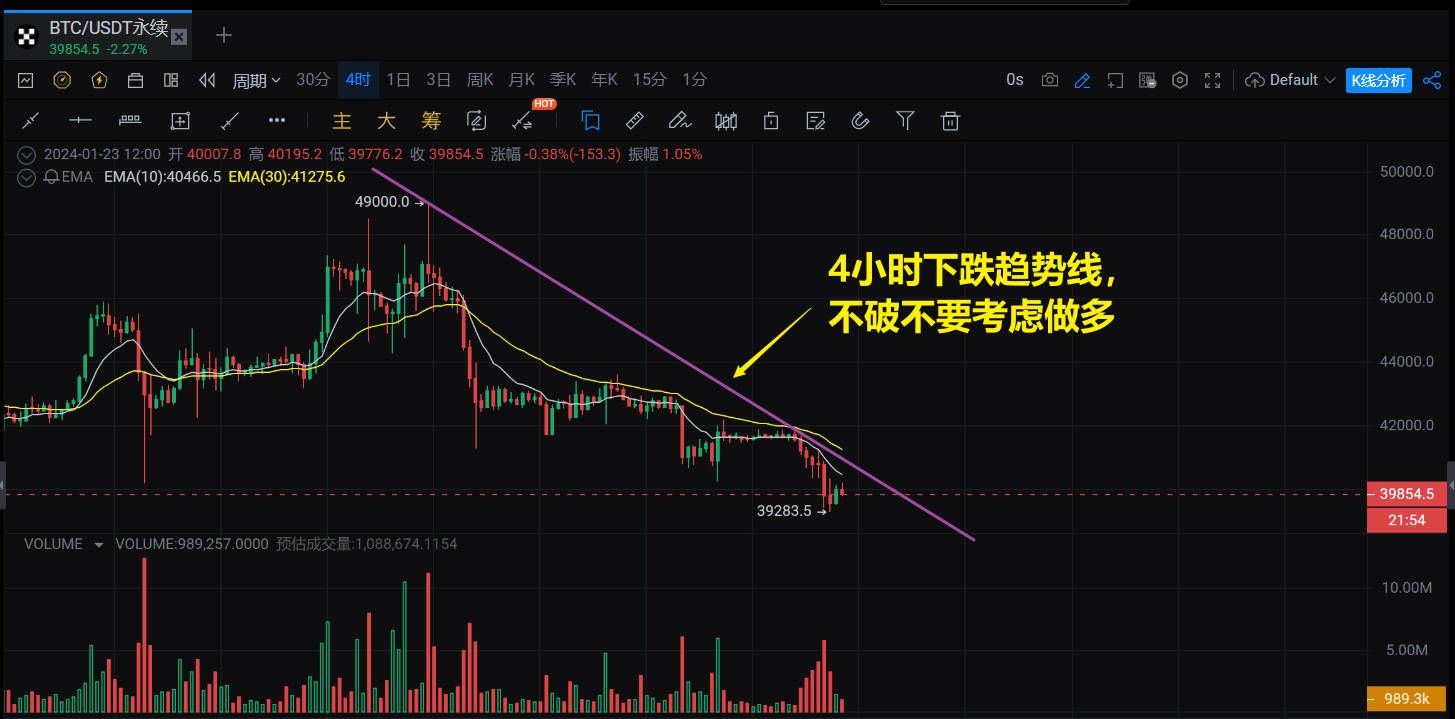 BTC/USDT永续
39854.5 -2.27%
周期 30分 4时 1日 3日 周K 月K 季K 年K 15分 1分 0s Default K线分析
HOT
主 大 筹
2024-01-23 12:00 开 40007.8 高 40195.2 低 39776.2 收 39854.5 涨幅 -0.38%(-153.3) 振幅 1.05%
EMA EMA(10):40466.5 EMA(30):41275.6
50000.0
49000.0
48000.0
4小时下跌趋势线，
不破不要考虑做多
46000.0
44000.0
42000.0
39854.5
39283.5
21:54
VOLUME VOLUME:989,257.0000 预估成交量:1,088,674.1154
10.00M
5.00M
989.3k